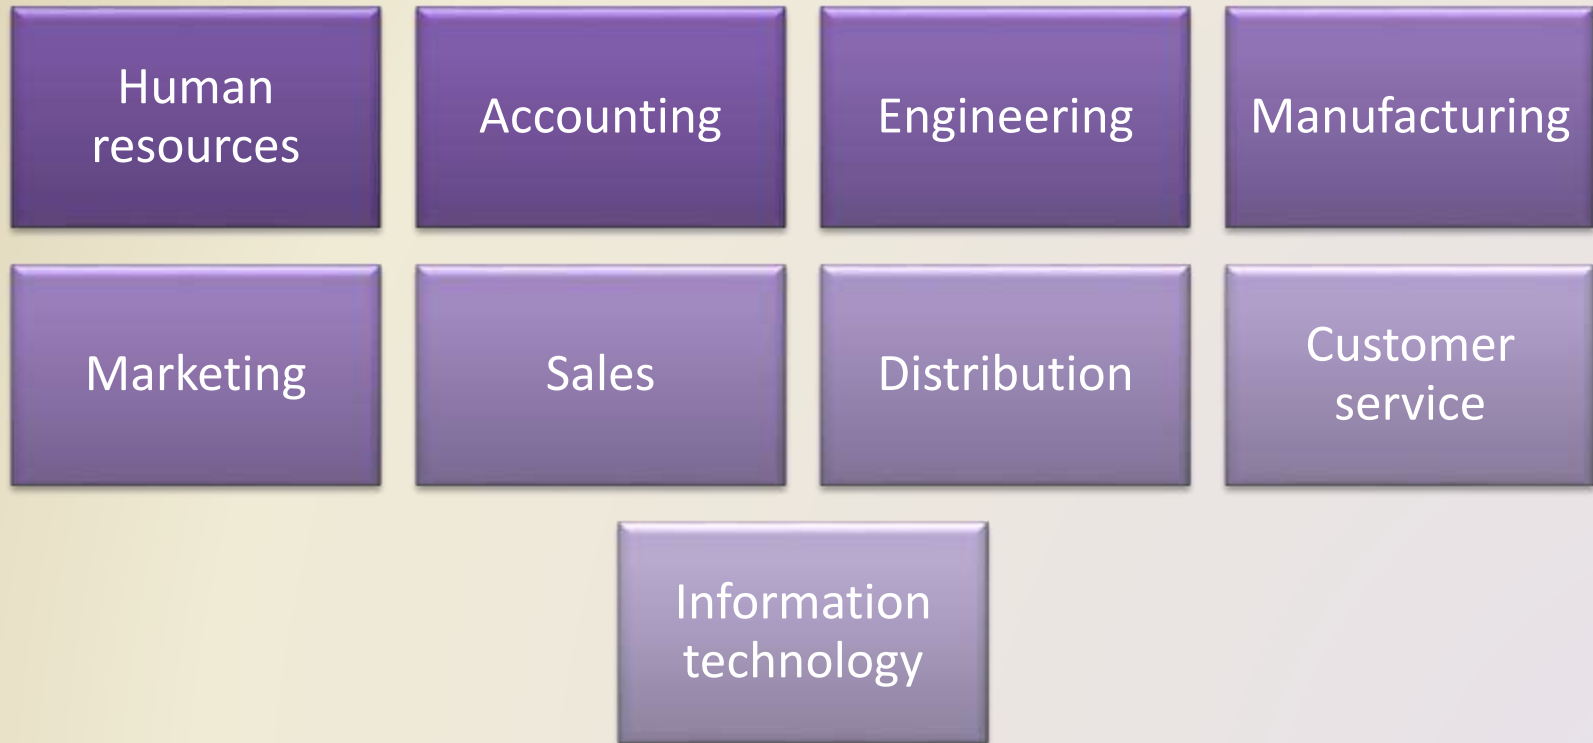 Human
resources
Accounting
Engineering
Manufacturing
Marketing
Sales
Distribution
Customer
service
Information
technology